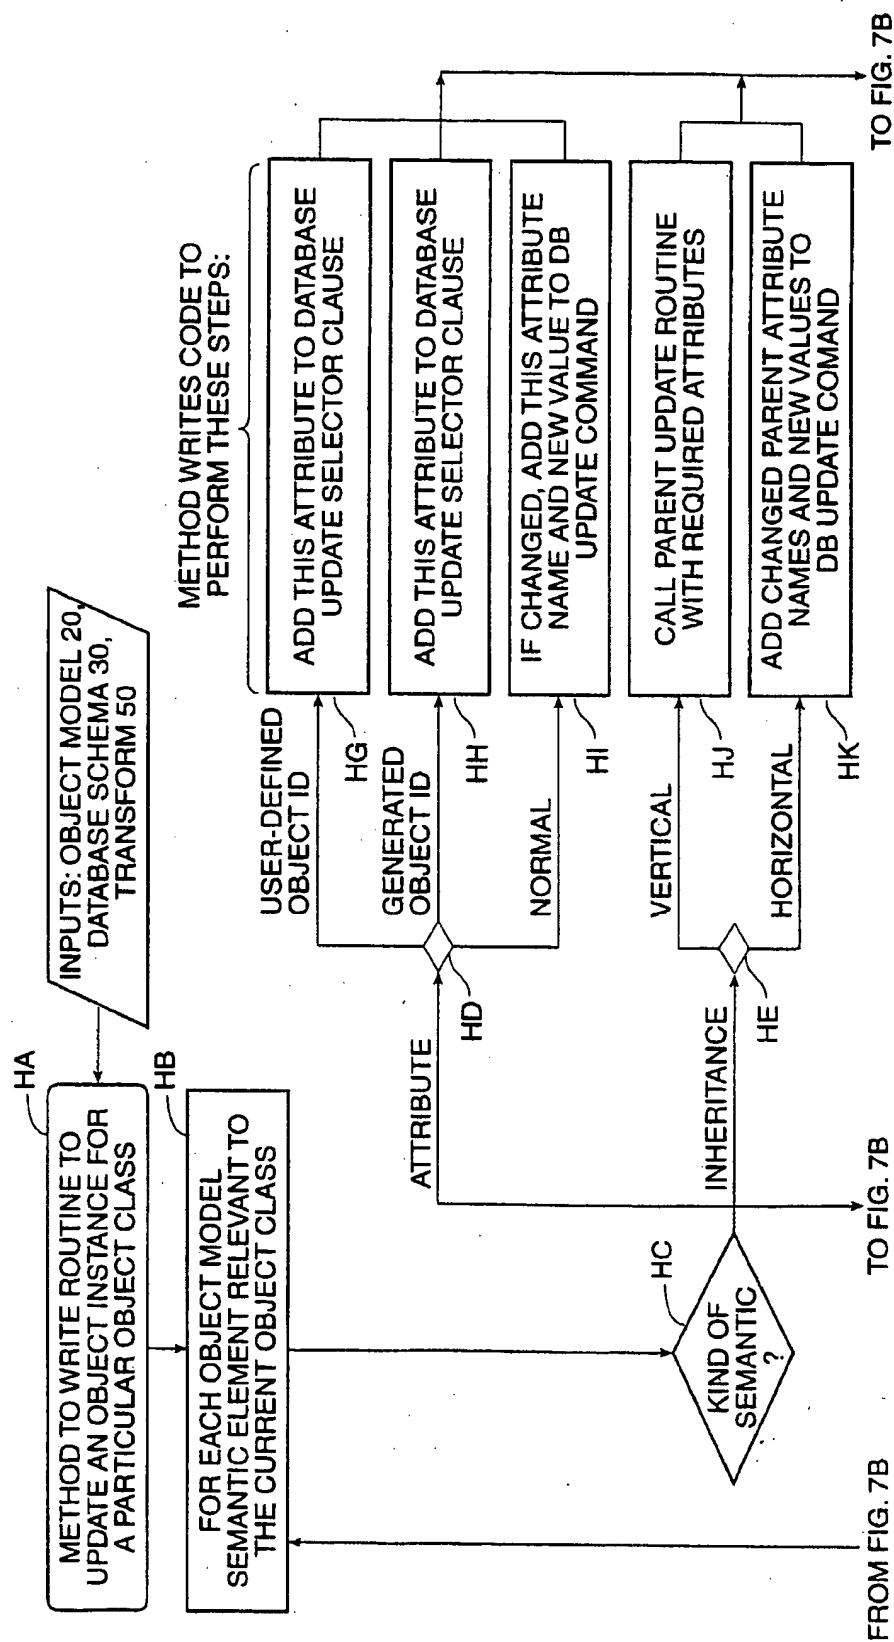 HA
METHOD TO WRITE ROUTINE TO
UPDATE AN OBJECT INSTANCE FOR
A PARTICULAR OBJECT CLASS
INPUTS: OBJECT MODEL 20,
DATABASE SCHEMA 30,
TRANSFORM 50
HB
FOR EACH OBJECT MODEL
SEMANTIC ELEMENT RELEVANT TO
THE CURRENT OBJECT CLASS
METHOD WRITES CODE TO
PERFORM THESE STEPS:
USER-DEFINED
OBJECT ID
ADD THIS ATTRIBUTE TO DATABASE
UPDATE SELECTOR CLAUSE
HG
GENERATED
OBJECT ID
ADD THIS ATTRIBUTE TO DATABASE
UPDATE SELECTOR CLAUSE
HH
ATTRIBUTE
HD
NORMAL
IF CHANGED, ADD THIS ATTRIBUTE
NAME AND NEW VALUE TO DB
UPDATE COMMAND
HI
HC
KIND OF
SEMANTIC
?
INHERITANCE
HE
VERTICAL
CALL PARENT UPDATE ROUTINE
WITH REQUIRED ATTRIBUTES
HJ
HORIZONTAL
ADD CHANGED PARENT ATTRIBUTE
NAMES AND NEW VALUES TO
DB UPDATE COMAND
HK
FROM FIG. 7B
TO FIG. 7B
TO FIG. 7B